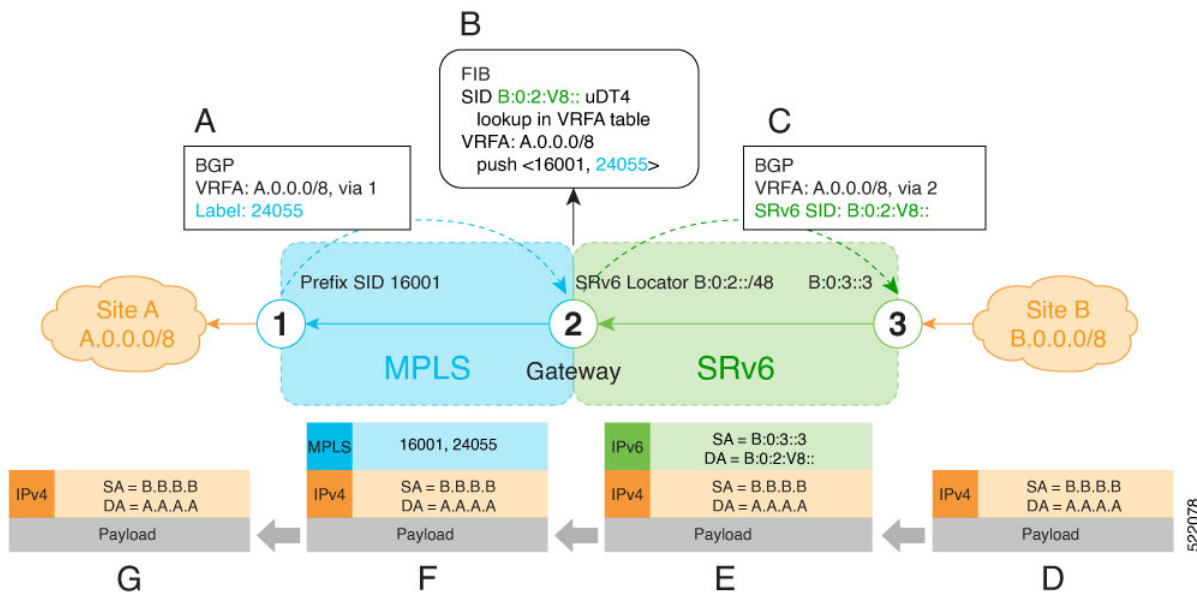 B
FIB
SID B:0:2:V8:: uDT4
lookup in VRFA table
VRFA: A.0.0.0/8
push <16001, 24055>
A
BGP
VRFA: A.0.0.0/8, via 1
Label: 24055
C
BGP
VRFA: A.0.0.0/8, via 2
SRv6 SID: B:0:2:V8::
Prefix SID 16001
SRv6 Locator B:0:2::/48
B:0:3::3
Site A
A.0.0.0/8
1
2
3
Site B
B.0.0.0/8
MPLS
Gateway
SRv6
MPLS
16001, 24055
IPv6
SA = B:0:3::3
DA = B:0:2:V8::
IPv4
SA = B.B.B.B
DA = A.A.A.A
IPv4
SA = B.B.B.B
DA = A.A.A.A
IPv4
SA = B.B.B.B
DA = A.A.A.A
IPv4
SA = B.B.B.B
DA = A.A.A.A
Payload
Payload
Payload
Payload
G
F
E
D
522078